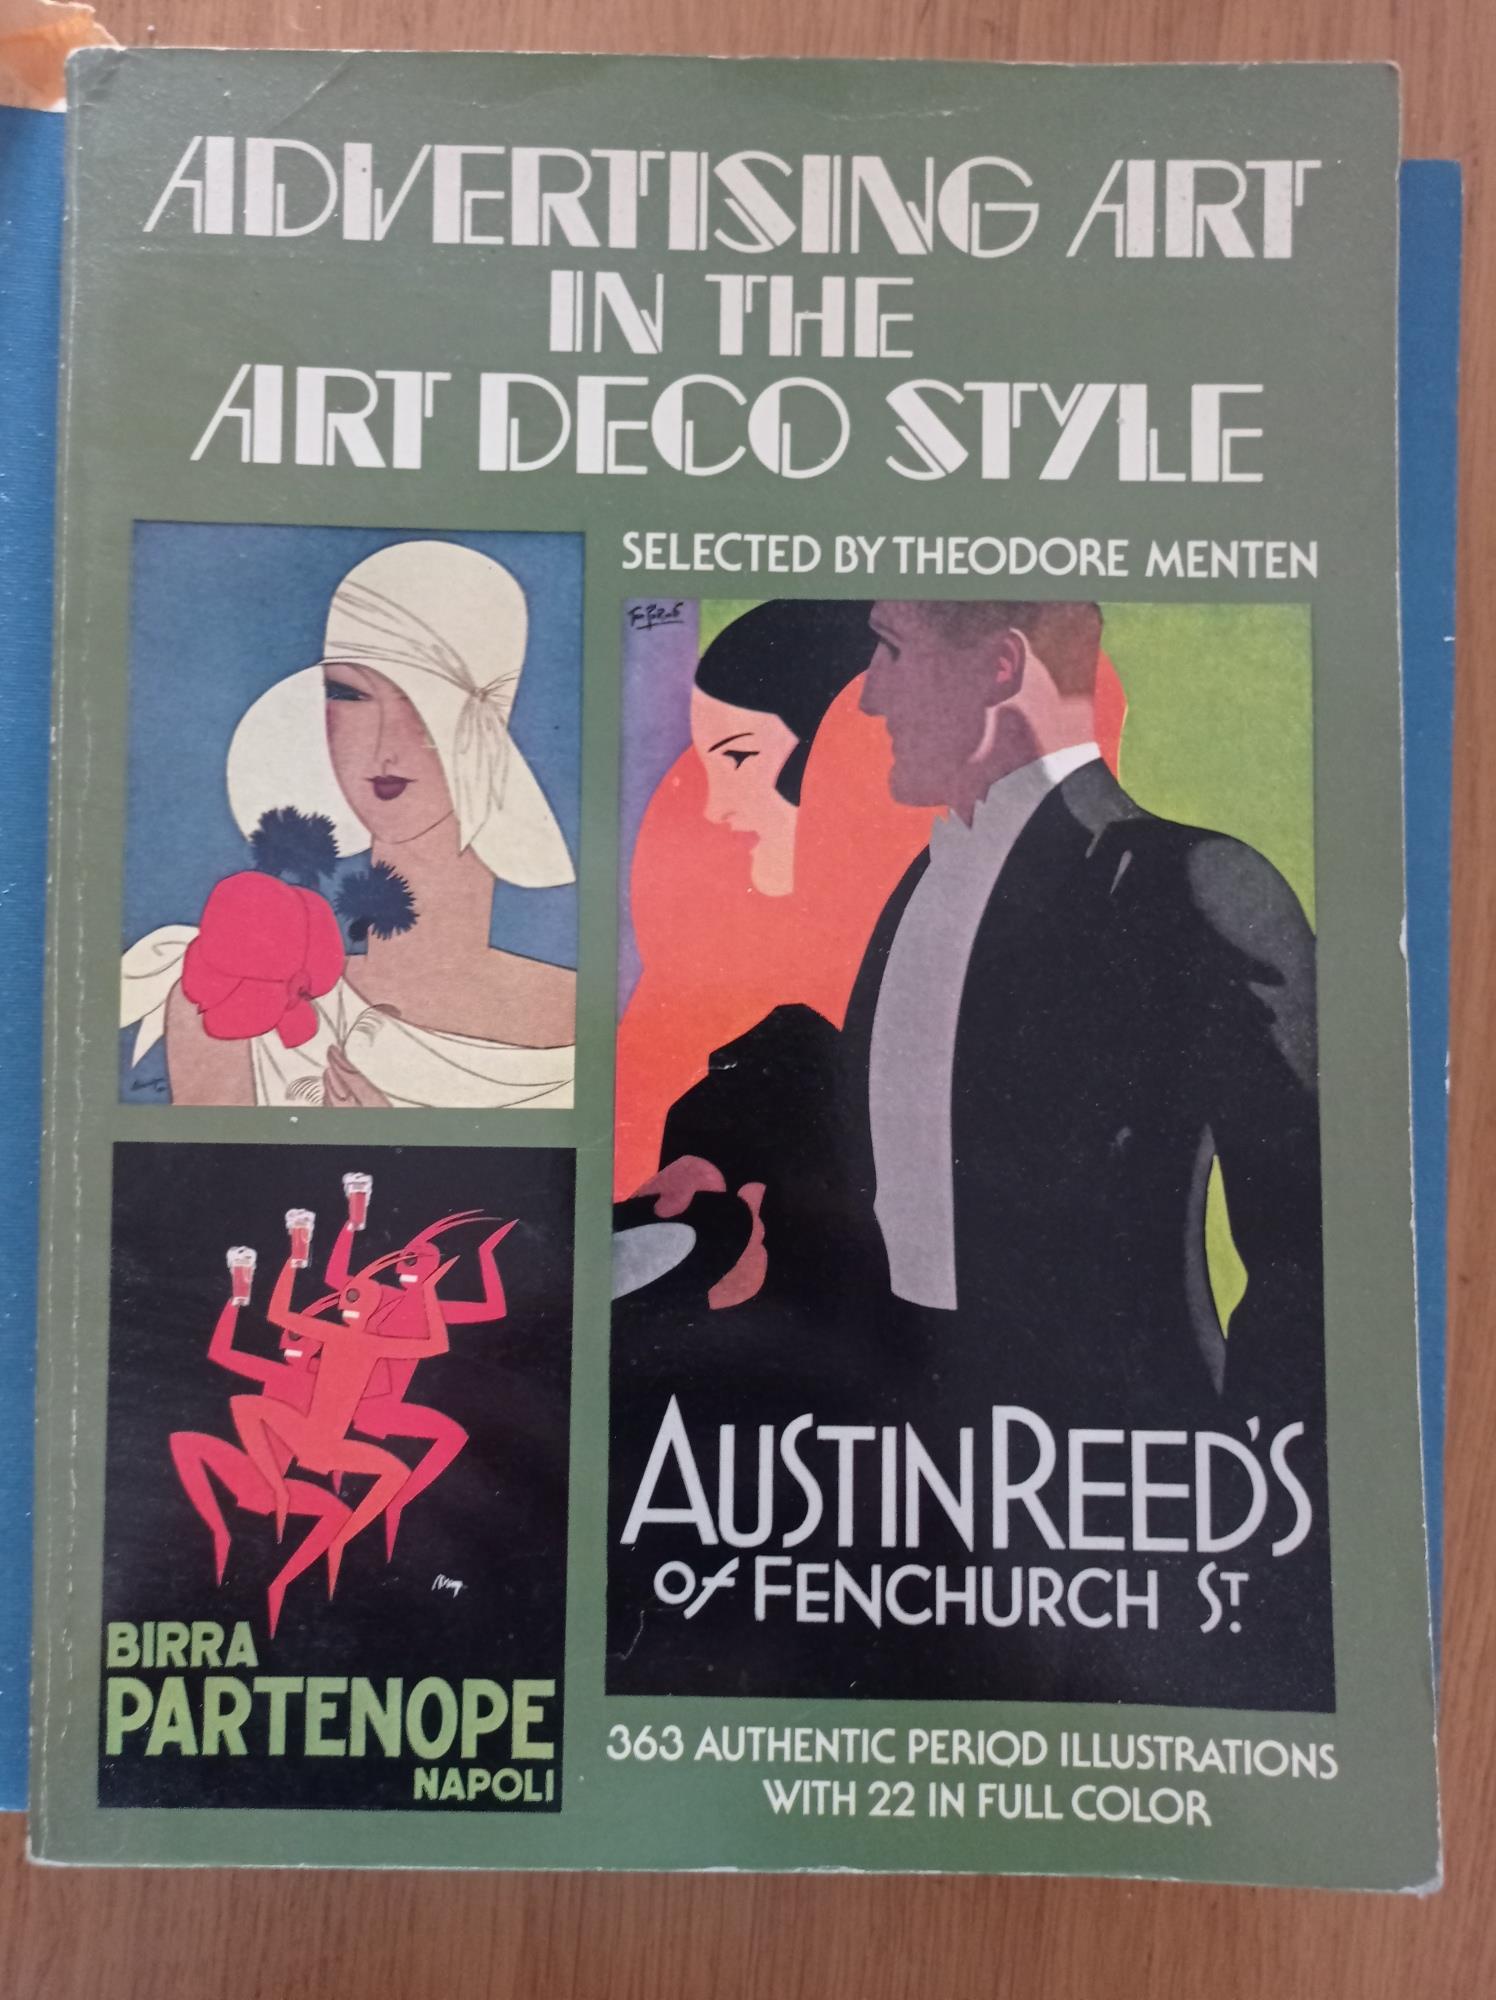 ADVERTISING ART
IN THE
ART DECO STYLE
SELECTED BY THEODORE MENTEN
AUSTIN REED'S
of FENCHURCH ST.
BIRRA
PARTENOPE
NAPOLI
363 AUTHENTIC PERIOD ILLUSTRATIONS
WITH 22 IN FULL COLOR